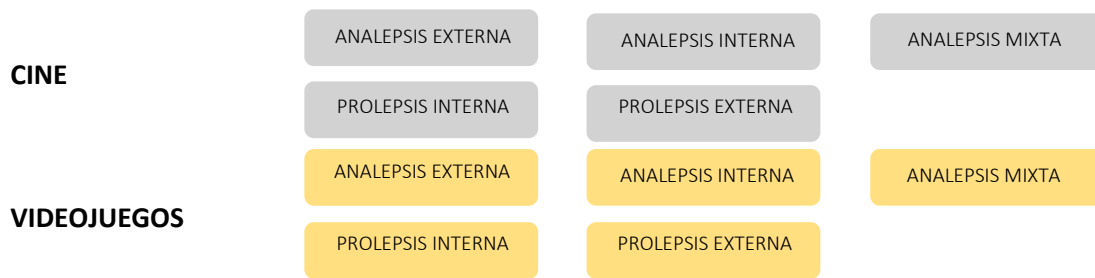 CINE
ANALEPSIS EXTERNA
ANALEPSIS INTERNA
ANALEPSIS MIXTA
PROLEPSIS INTERNA
PROLEPSIS EXTERNA
VIDEOJUEGOS
ANALEPSIS EXTERNA
ANALEPSIS INTERNA
ANALEPSIS MIXTA
PROLEPSIS INTERNA
PROLEPSIS EXTERNA